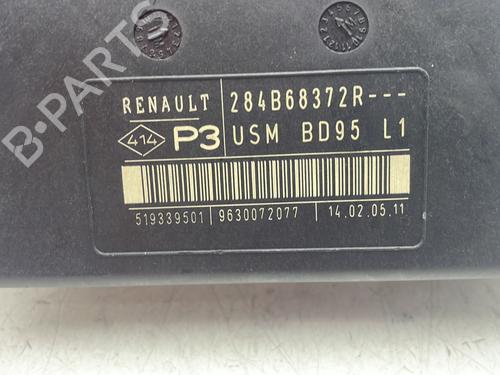 B-PARTS
RENAULT 284B68372R---
414 P3 USM BD95 L1
519339501 9630072077 14.02.05.11